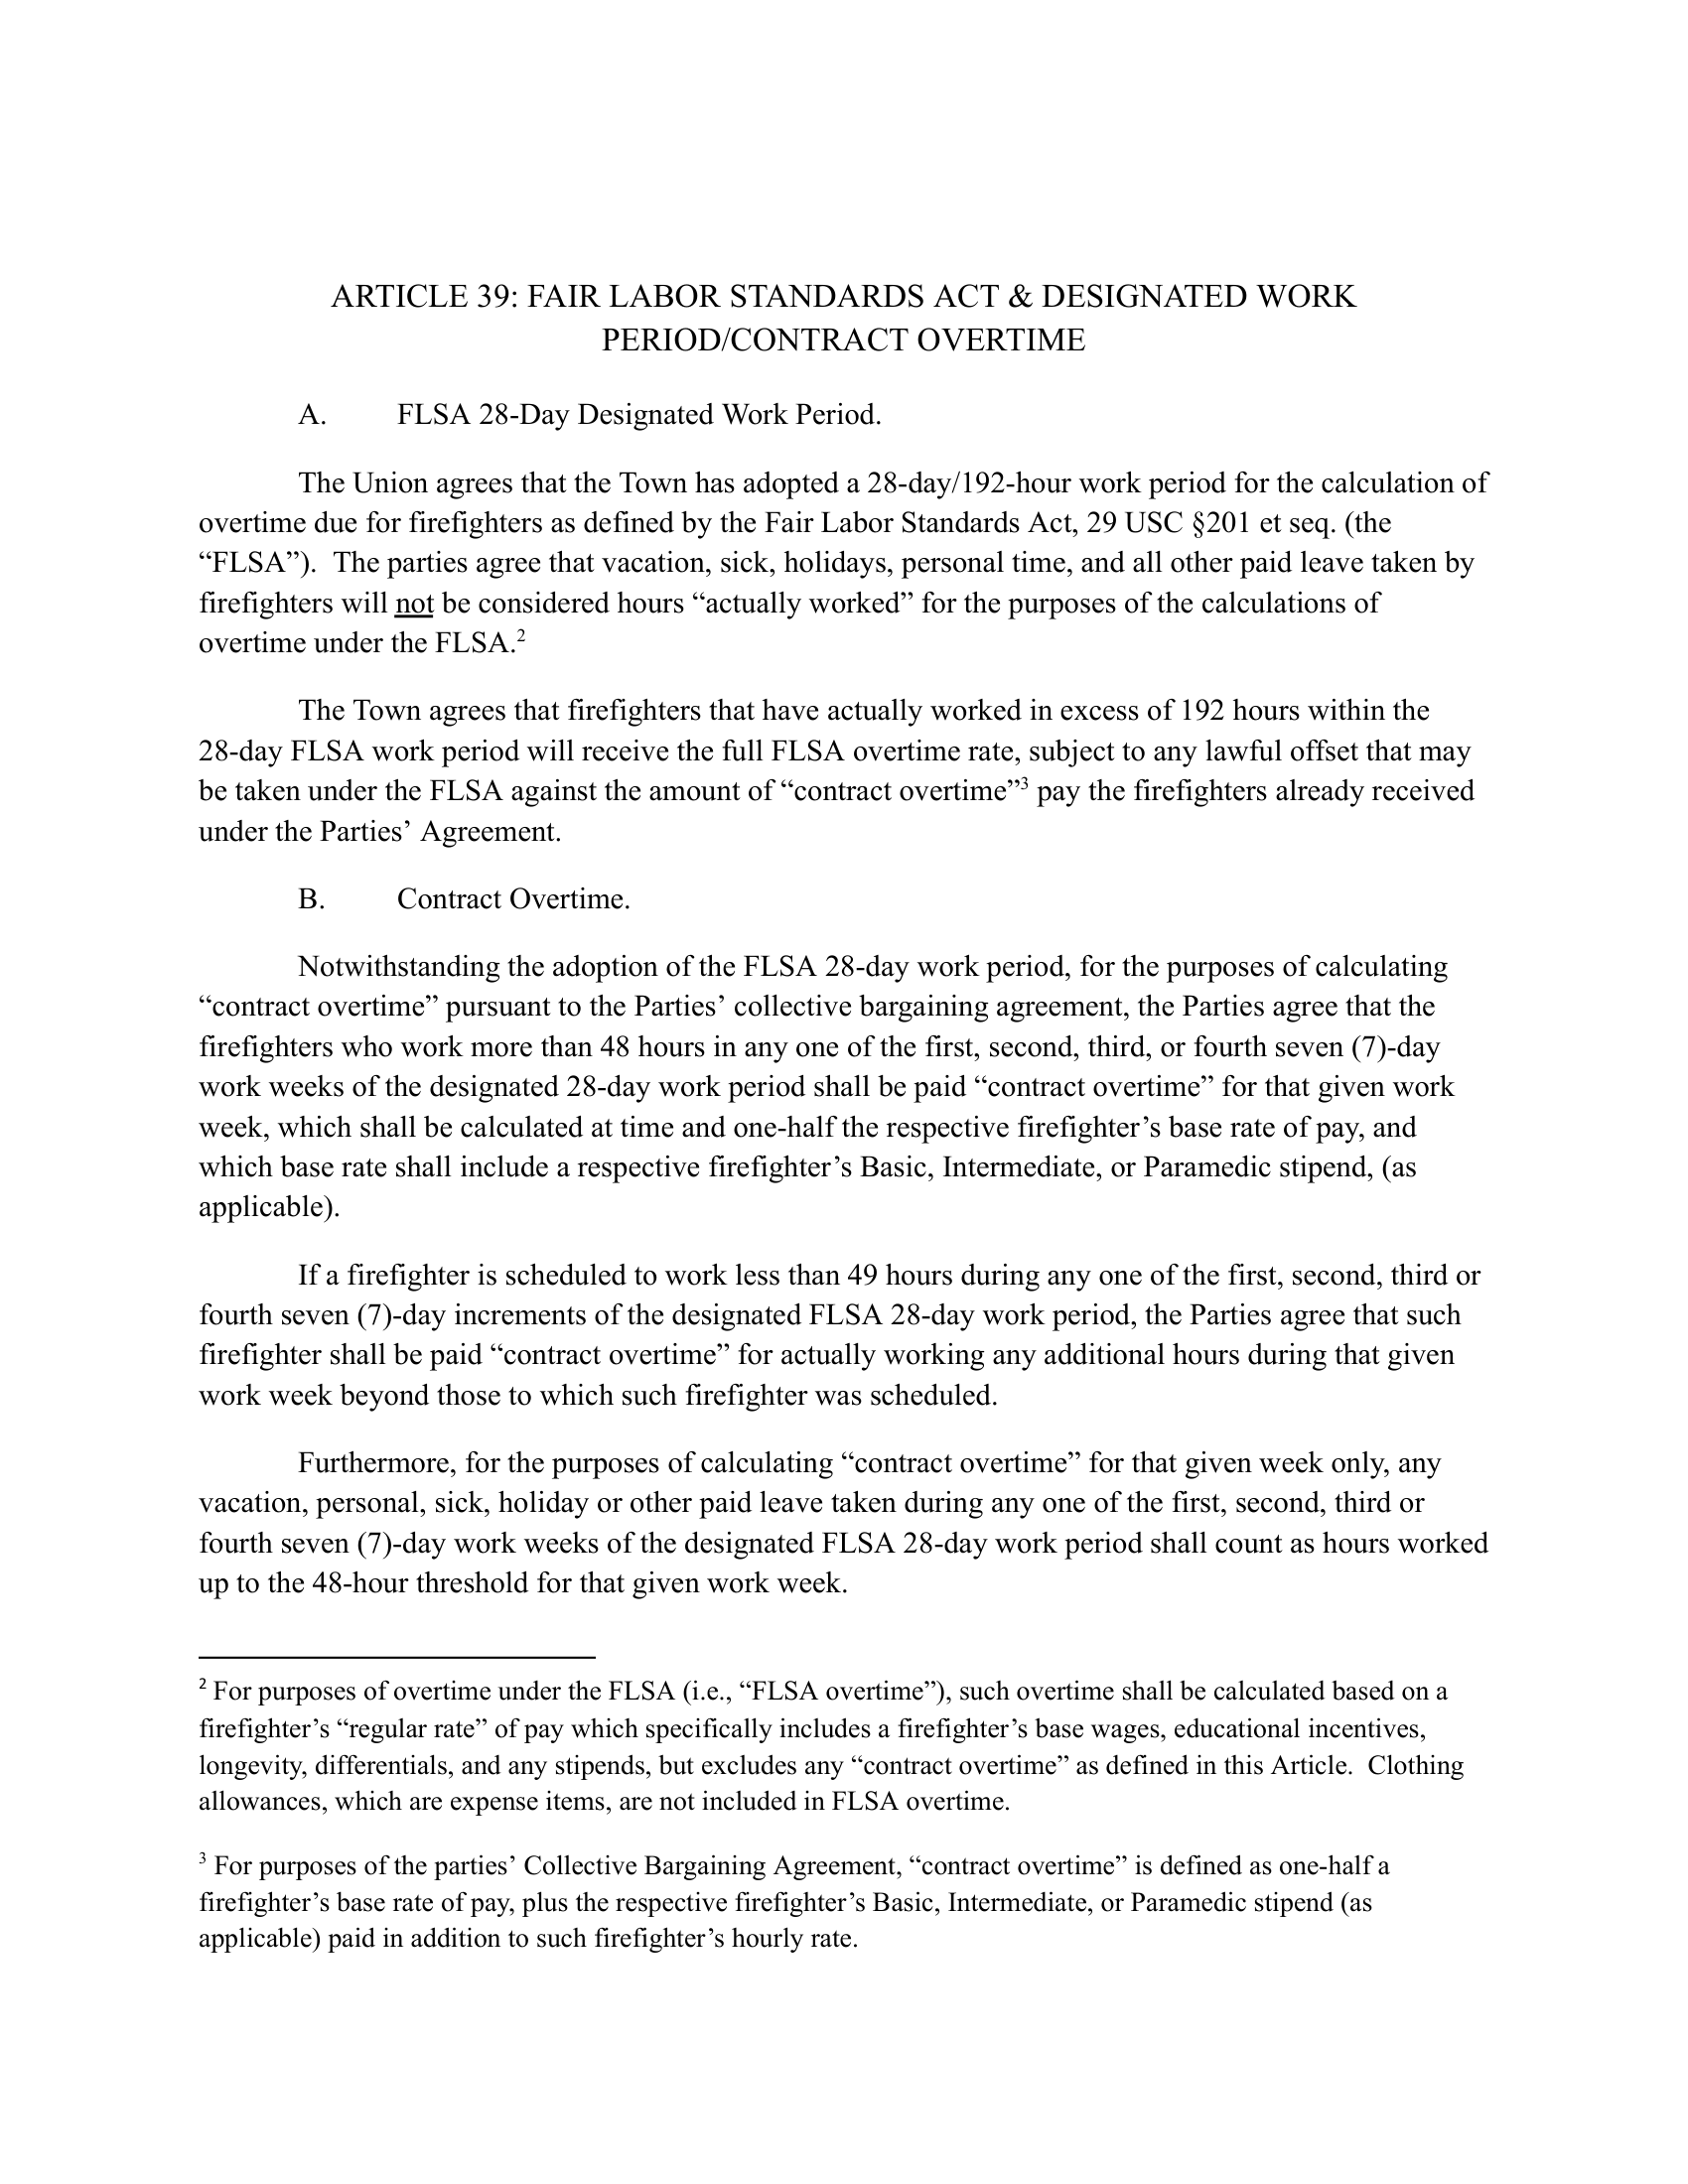 ARTICLE 39: FAIR LABOR STANDARDS ACT & DESIGNATED WORK
PERIOD/CONTRACT OVERTIME
A. FLSA 28-Day Designated Work Period.
The Union agrees that the Town has adopted a 28-day/192-hour work period for the calculation of
overtime due for firefighters as defined by the Fair Labor Standards Act, 29 USC §201 et seq. (the
“FLSA”).  The parties agree that vacation, sick, holidays, personal time, and all other paid leave taken by
firefighters will not be considered hours “actually worked” for the purposes of the calculations of
overtime under the FLSA.2
The Town agrees that firefighters that have actually worked in excess of 192 hours within the
28-day FLSA work period will receive the full FLSA overtime rate, subject to any lawful offset that may
be taken under the FLSA against the amount of “contract overtime”3 pay the firefighters already received
under the Parties’ Agreement.
B. Contract Overtime.
Notwithstanding the adoption of the FLSA 28-day work period, for the purposes of calculating
“contract overtime” pursuant to the Parties’ collective bargaining agreement, the Parties agree that the
firefighters who work more than 48 hours in any one of the first, second, third, or fourth seven (7)-day
work weeks of the designated 28-day work period shall be paid “contract overtime” for that given work
week, which shall be calculated at time and one-half the respective firefighter’s base rate of pay, and
which base rate shall include a respective firefighter’s Basic, Intermediate, or Paramedic stipend, (as
applicable).
If a firefighter is scheduled to work less than 49 hours during any one of the first, second, third or
fourth seven (7)-day increments of the designated FLSA 28-day work period, the Parties agree that such
firefighter shall be paid “contract overtime” for actually working any additional hours during that given
work week beyond those to which such firefighter was scheduled.
Furthermore, for the purposes of calculating “contract overtime” for that given week only, any
vacation, personal, sick, holiday or other paid leave taken during any one of the first, second, third or
fourth seven (7)-day work weeks of the designated FLSA 28-day work period shall count as hours worked
up to the 48-hour threshold for that given work week.
2 For purposes of overtime under the FLSA (i.e., “FLSA overtime”), such overtime shall be calculated based on a
firefighter’s “regular rate” of pay which specifically includes a firefighter’s base wages, educational incentives,
longevity, differentials, and any stipends, but excludes any “contract overtime” as defined in this Article.  Clothing
allowances, which are expense items, are not included in FLSA overtime.
3 For purposes of the parties’ Collective Bargaining Agreement, “contract overtime” is defined as one-half a
firefighter’s base rate of pay, plus the respective firefighter’s Basic, Intermediate, or Paramedic stipend (as
applicable) paid in addition to such firefighter’s hourly rate.